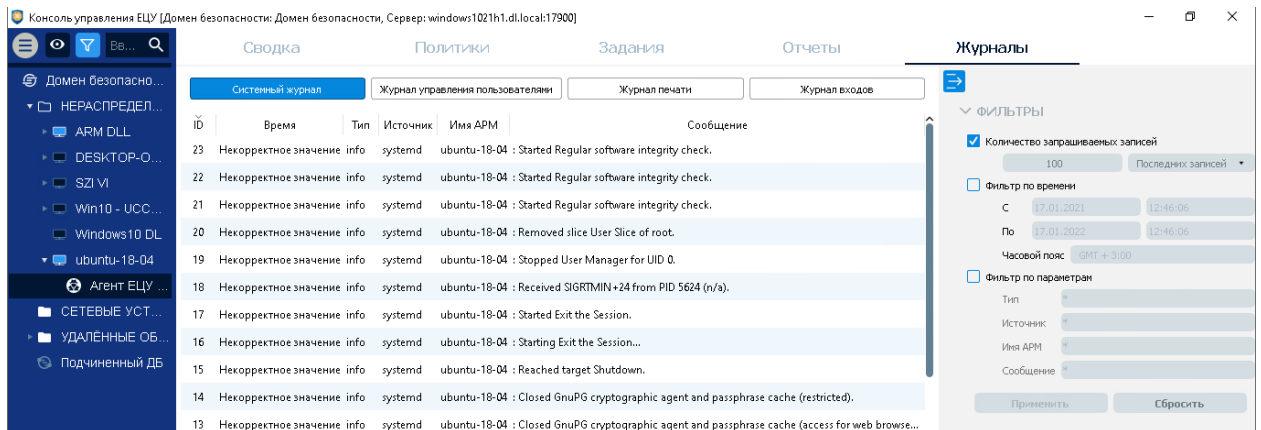 Консоль управления ЕЦУ [Домен безопасности: Домен безопасности, Сервер: windows1021h1.dl.local:17900]
Вв...
Сводка Политики Задания Отчеты Журналы
Домен безопасно...
НЕРАСПРЕДЕЛ...
ARM DLL
DESKTOP-O...
SZI VI
Win10 - UCC...
Windows10 DL
ubuntu-18-04
Агент ЕЦУ ...
СЕТЕВЫЕ УСТ...
УДАЛЁННЫЕ ОБ...
Подчиненный ДБ
Системный журнал Журнал управления пользователями Журнал печати Журнал входов
ID Время Тип Источник Имя АРМ Сообщение
23 Некорректное значение info systemd ubuntu-18-04 : Started Regular software integrity check.
22 Некорректное значение info systemd ubuntu-18-04 : Started Regular software integrity check.
21 Некорректное значение info systemd ubuntu-18-04 : Started Regular software integrity check.
20 Некорректное значение info systemd ubuntu-18-04 : Removed slice User Slice of root.
19 Некорректное значение info systemd ubuntu-18-04 : Stopped User Manager for UID 0.
18 Некорректное значение info systemd ubuntu-18-04 : Received SIGRTMIN+24 from PID 5624 (n/a).
17 Некорректное значение info systemd ubuntu-18-04 : Started Exit the Session.
16 Некорректное значение info systemd ubuntu-18-04 : Starting Exit the Session...
15 Некорректное значение info systemd ubuntu-18-04 : Reached target Shutdown.
14 Некорректное значение info systemd ubuntu-18-04 : Closed GnuPG cryptographic agent and passphrase cache (restricted).
13 Некорректное значение info systemd ubuntu-18-04 : Closed GnuPG cryptographic agent and passphrase cache (access for web browse...
ФИЛЬТРЫ
Количество запрашиваемых записей
100 Последних записей
Фильтр по времени
С 17.01.2021 12:46:06
По 17.01.2022 12:46:06
Часовой пояс GMT + 3:00
Фильтр по параметрам
Тип *
Источник *
Имя АРМ *
Сообщение *
Применить Сбросить